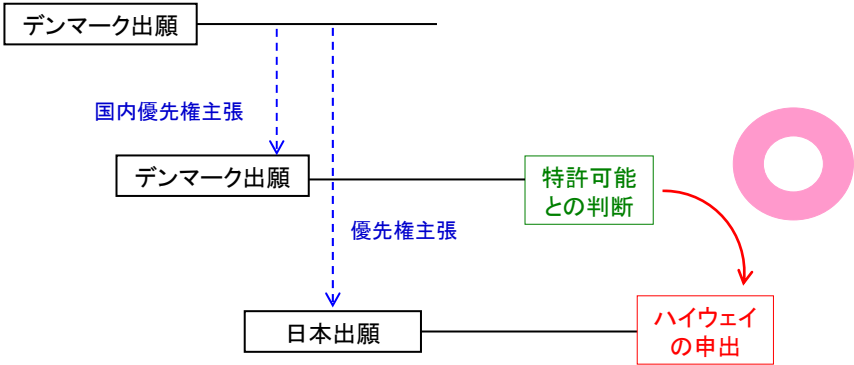 デンマーク出願
国内優先権主張
デンマーク出願
特許可能
との判断
優先権主張
日本出願
ハイウェイ
の申出